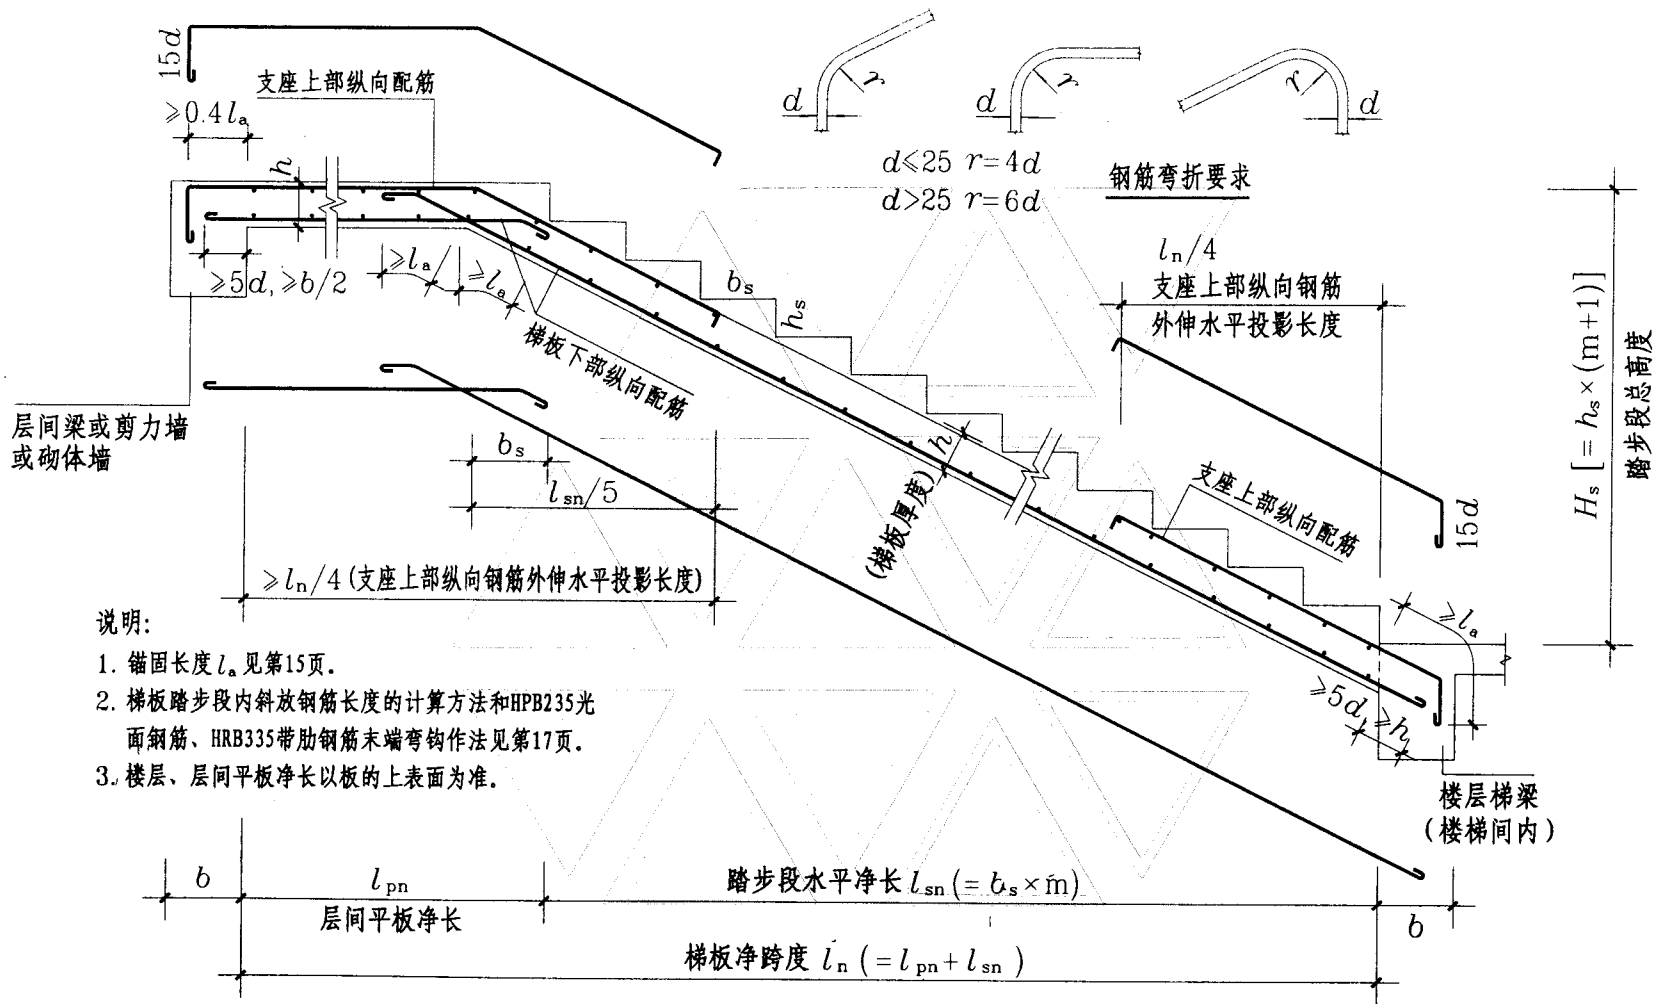 15d
支座上部纵向配筋
≥0.4la
h
d
r
d
r
r
d
d≤25 r=4d
d>25 r=6d
钢筋弯折要求
≥5d,≥b/2
≥la
≥la
bs
hs
梯板下部纵向配筋
ln/4
支座上部纵向钢筋
外伸水平投影长度
Hs[=hs×(m+1)]
踏步段总高度
层间梁或剪力墙
或砌体墙
bs
lsn/5
h
(梯板厚度)
支座上部纵向配筋
15d
≥ln/4(支座上部纵向钢筋外伸水平投影长度)
≥la
≥5d,≥h
说明:
1. 锚固长度la见第15页。
2. 梯板踏步段内斜放钢筋长度的计算方法和HPB235光
面钢筋、HRB335带肋钢筋末端弯钩作法见第17页。
3. 楼层、层间平板净长以板的上表面为准。
楼层梯梁
(楼梯间内)
b
lpn
层间平板净长
踏步段水平净长 lsn(=bs×m)
b
梯板净跨度 ln(=lpn+lsn)